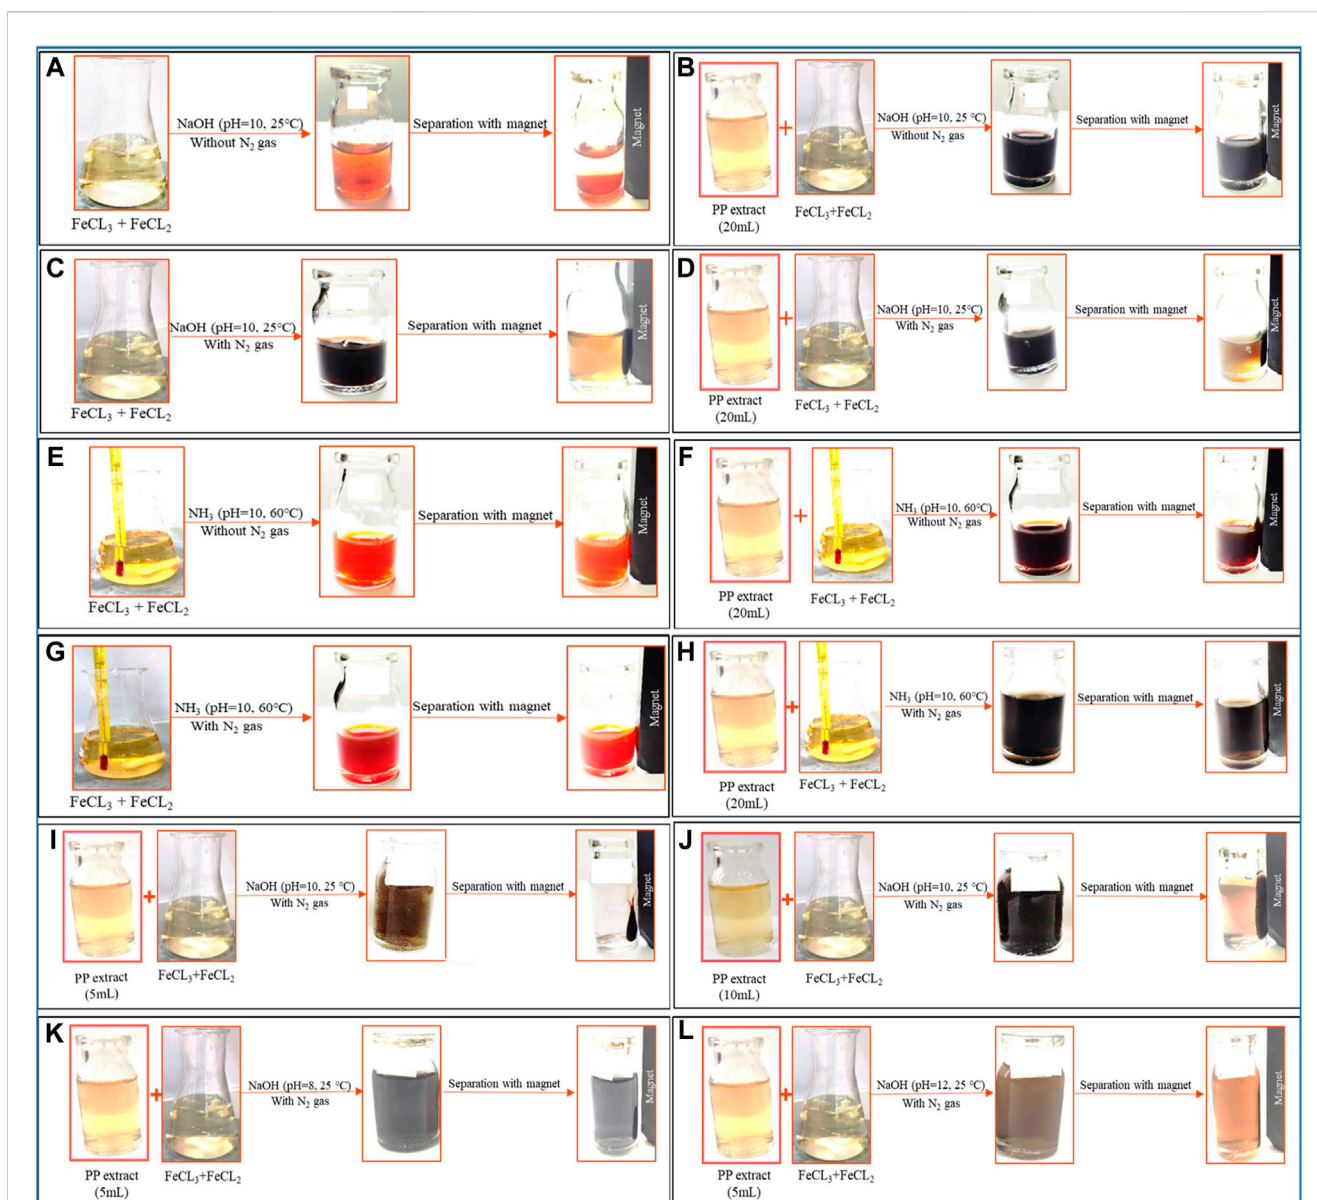 A
NaOH (pH=10, 25°C)
Without N₂ gas
Separation with magnet
Magnet
FeCL₃ + FeCL₂
B
NaOH (pH=10, 25 °C)
Without N₂ gas
Separation with magnet
Magnet
PP extract
(20mL)
FeCL₃+FeCL₂
C
NaOH (pH=10, 25°C)
With N₂ gas
Separation with magnet
Magnet
FeCL₃ + FeCL₂
D
NaOH (pH=10, 25°C)
With N₂ gas
Separation with magnet
Magnet
PP extract
(20mL)
FeCL₃ + FeCL₂
E
NH₃ (pH=10, 60°C)
Without N₂ gas
Separation with magnet
Magnet
FeCL₃ + FeCL₂
F
NH₃ (pH=10, 60°C)
Without N₂ gas
Separation with magnet
Magnet
PP extract
(20mL)
FeCL₃ + FeCL₂
G
NH₃ (pH=10, 60°C)
With N₂ gas
Separation with magnet
Magnet
FeCL₃ + FeCL₂
H
NH₃ (pH=10, 60°C)
With N₂ gas
Separation with magnet
Magnet
PP extract
(20mL)
FeCL₃ + FeCL₂
I
NaOH (pH=10, 25 °C)
With N₂ gas
Separation with magnet
Magnet
PP extract
(5mL)
FeCL₃+FeCL₂
J
NaOH (pH=10, 25 °C)
With N₂ gas
Separation with magnet
Magnet
PP extract
(10mL)
FeCL₃+FeCL₂
K
NaOH (pH=8, 25 °C)
With N₂ gas
Separation with magnet
Magnet
PP extract
(5mL)
FeCL₃+FeCL₂
L
NaOH (pH=12, 25 °C)
With N₂ gas
Separation with magnet
Magnet
PP extract
(5mL)
FeCL₃+FeCL₂